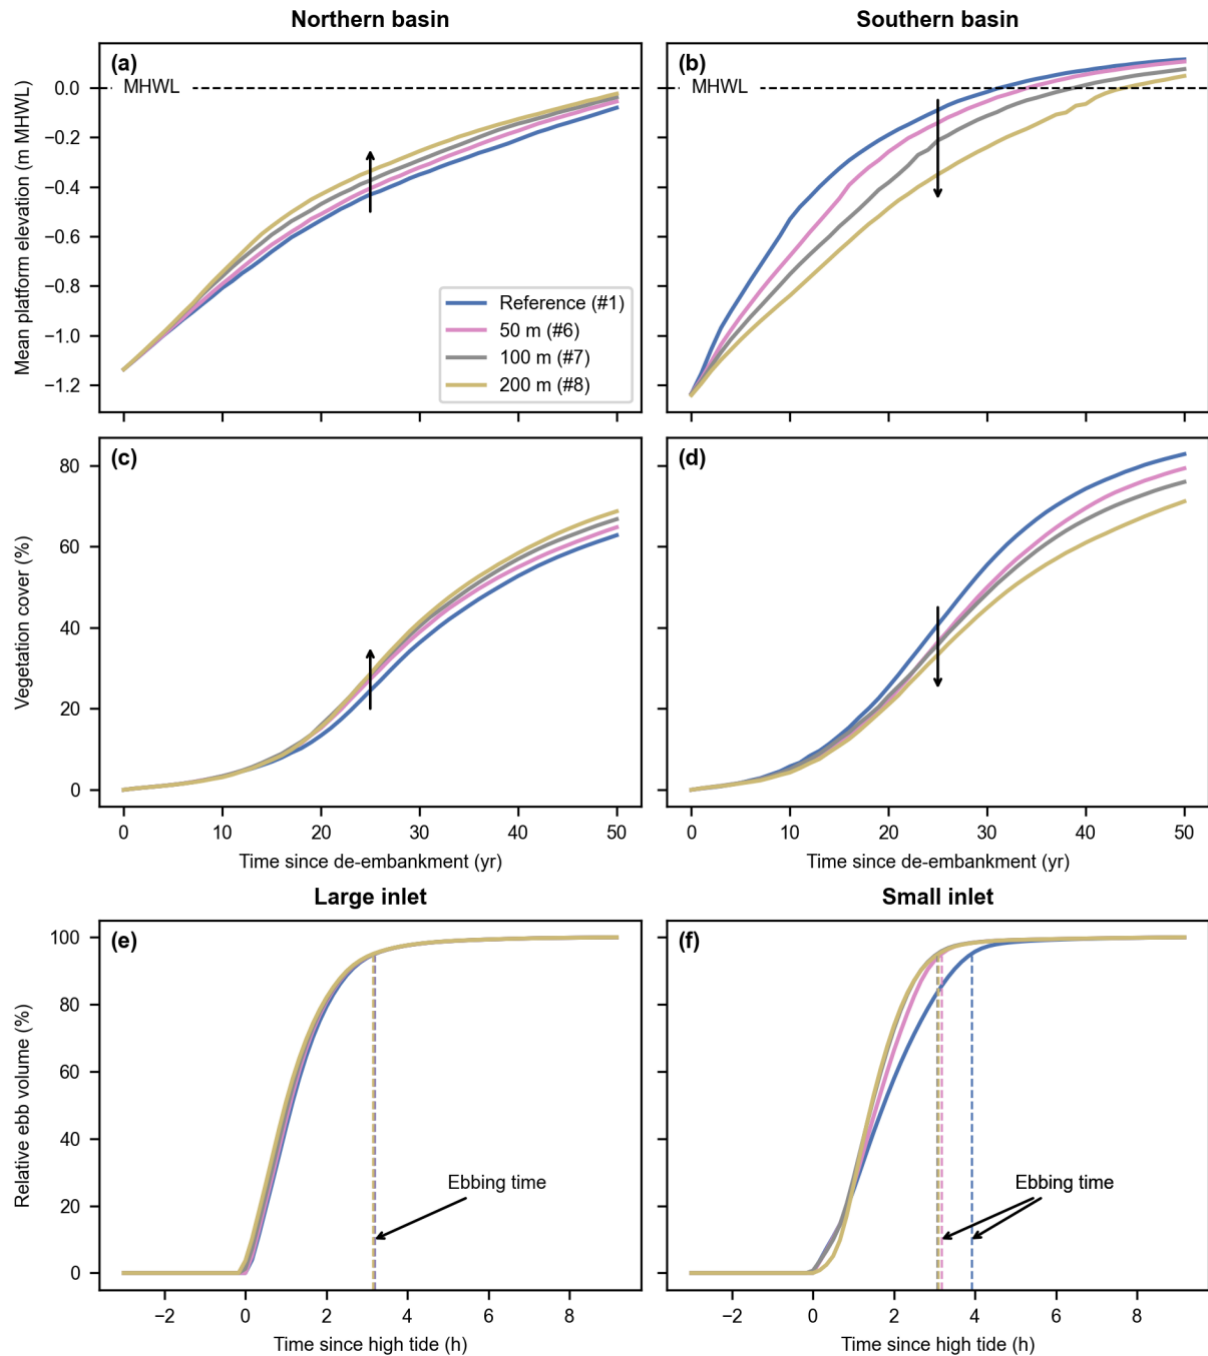 Northern basin
Southern basin
(a)
(b)
MHWL
MHWL
Mean platform elevation (m MHWL)
0.0
−0.2
−0.4
−0.6
−0.8
−1.0
−1.2
Reference (#1)
50 m (#6)
100 m (#7)
200 m (#8)
(c)
(d)
Vegetation cover (%)
80
60
40
20
0
0 10 20 30 40 50
0 10 20 30 40 50
Time since de-embankment (yr)
Time since de-embankment (yr)
Large inlet
Small inlet
(e)
(f)
Relative ebb volume (%)
100
80
60
40
20
0
Ebbing time
Ebbing time
−2 0 2 4 6 8
−2 0 2 4 6 8
Time since high tide (h)
Time since high tide (h)